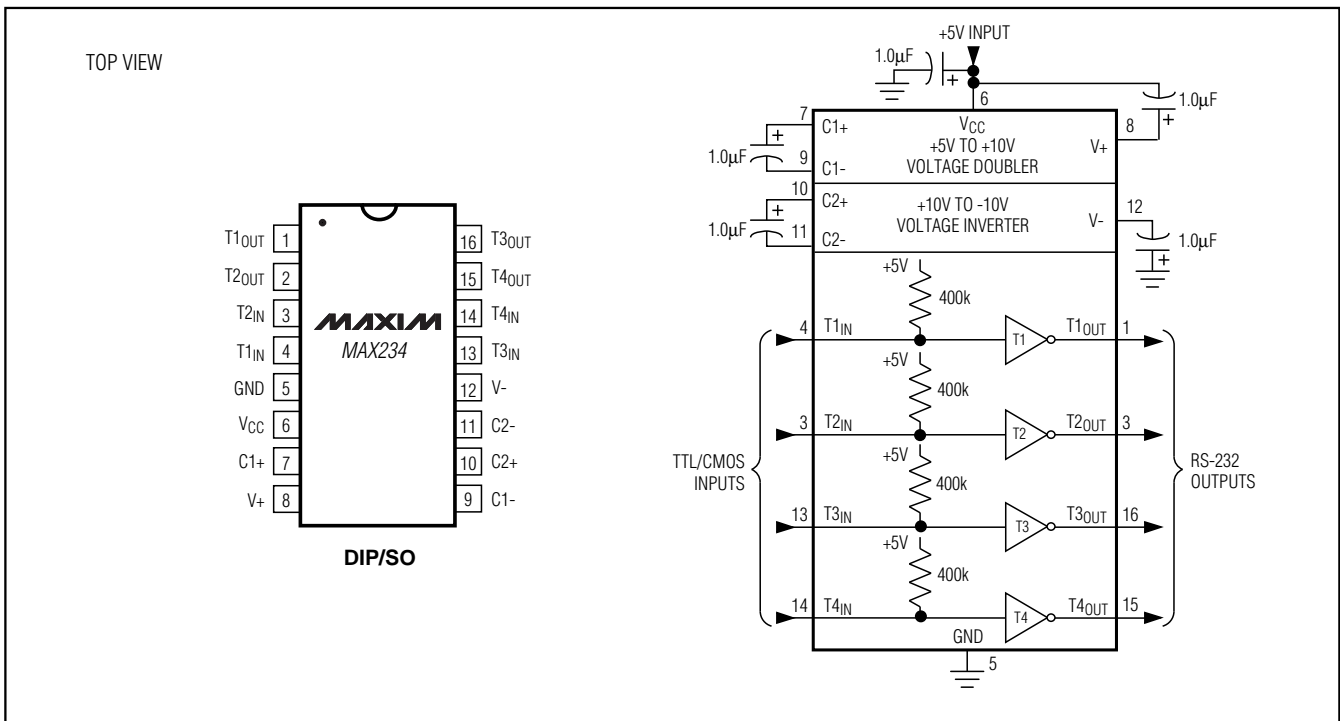 TOP VIEW
T1OUT 1
T2OUT 2
T2IN 3
T1IN 4
GND 5
VCC 6
C1+ 7
V+ 8
MAXIM
MAX234
16 T3OUT
15 T4OUT
14 T4IN
13 T3IN
12 V-
11 C2-
10 C2+
9 C1-
DIP/SO
+5V INPUT
1.0µF
+
6
1.0µF
+
7
C1+
VCC
+5V TO +10V
VOLTAGE DOUBLER
V+
8
1.0µF
+
9
C1-
10
C2+
+10V TO -10V
VOLTAGE INVERTER
V-
12
1.0µF
+
11
C2-
1.0µF
+
+5V
400k
4
T1IN
T1
T1OUT
1
+5V
400k
3
T2IN
T2
T2OUT
3
TTL/CMOS
INPUTS
RS-232
OUTPUTS
+5V
400k
13
T3IN
T3
T3OUT
16
+5V
400k
14
T4IN
T4
T4OUT
15
GND
5